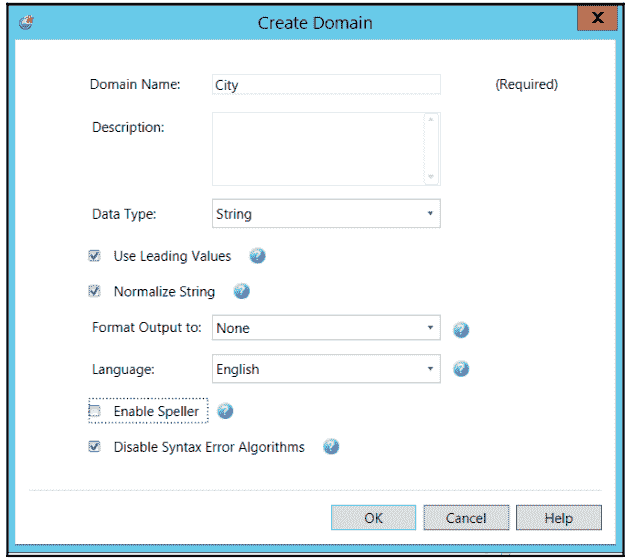 Create Domain
X
Domain Name: City (Required)
Description:
Data Type: String
Use Leading Values ?
Normalize String ?
Format Output to: None ?
Language: English ?
Enable Speller ?
Disable Syntax Error Algorithms ?
OK Cancel Help